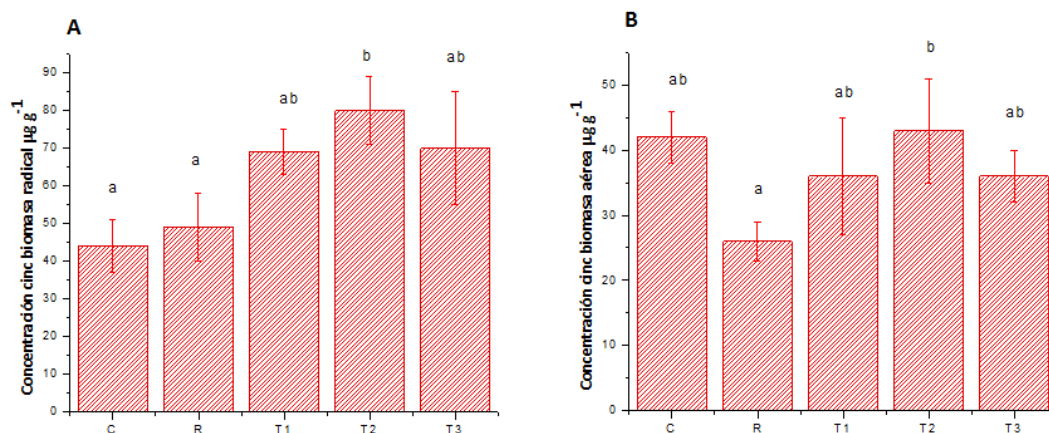 A
Concentración cinc biomasa radical µg g-1
90
80
70
60
50
40
30
20
10
0
a
a
ab
b
ab
C R T1 T2 T3
B
Concentración cinc biomasa aérea µg g-1
50
40
30
20
10
0
ab
a
ab
b
ab
C R T1 T2 T3